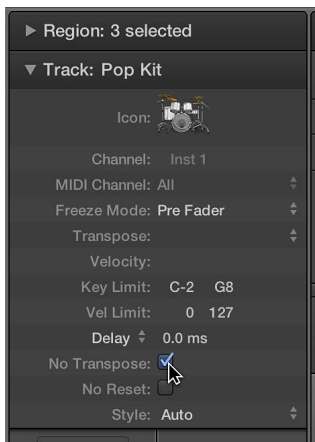 Region: 3 selected
Track: Pop Kit
Icon:
Channel: Inst 1
MIDI Channel: All
Freeze Mode: Pre Fader
Transpose:
Velocity:
Key Limit: C-2 G8
Vel Limit: 0 127
Delay 0.0 ms
No Transpose:
No Reset:
Style: Auto